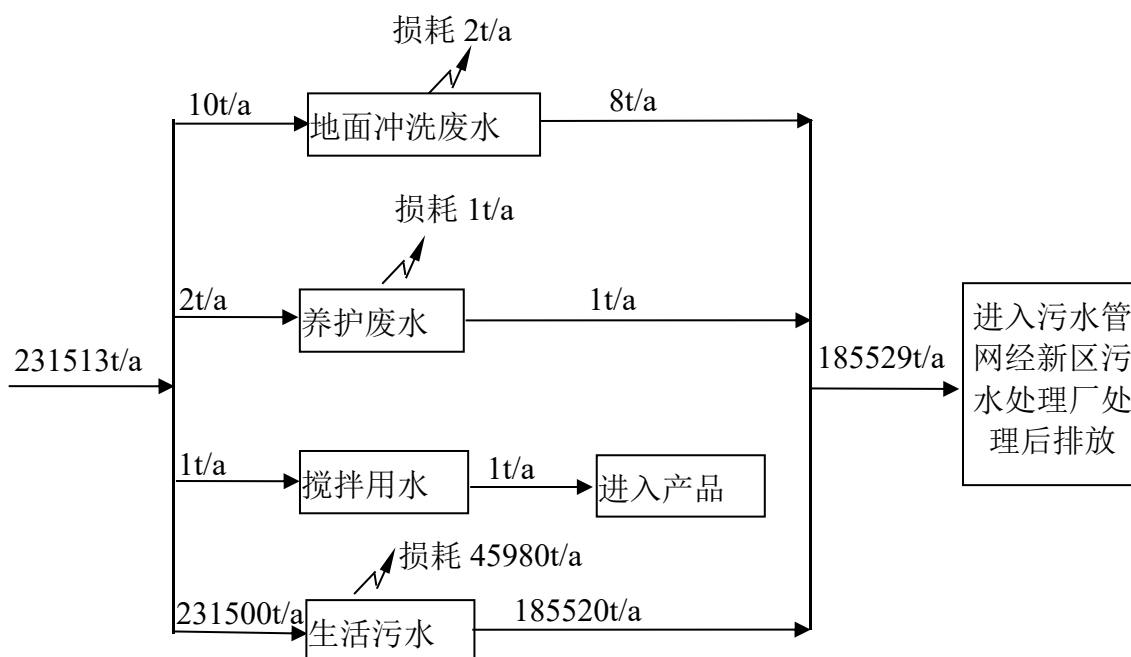 损耗 2t/a
10t/a
地面冲洗废水
8t/a
损耗 1t/a
2t/a
养护废水
1t/a
231513t/a
185529t/a
进入污水管
网经新区污
水处理厂处
理后排放
1t/a
搅拌用水
1t/a
进入产品
损耗 45980t/a
231500t/a
生活污水
185520t/a